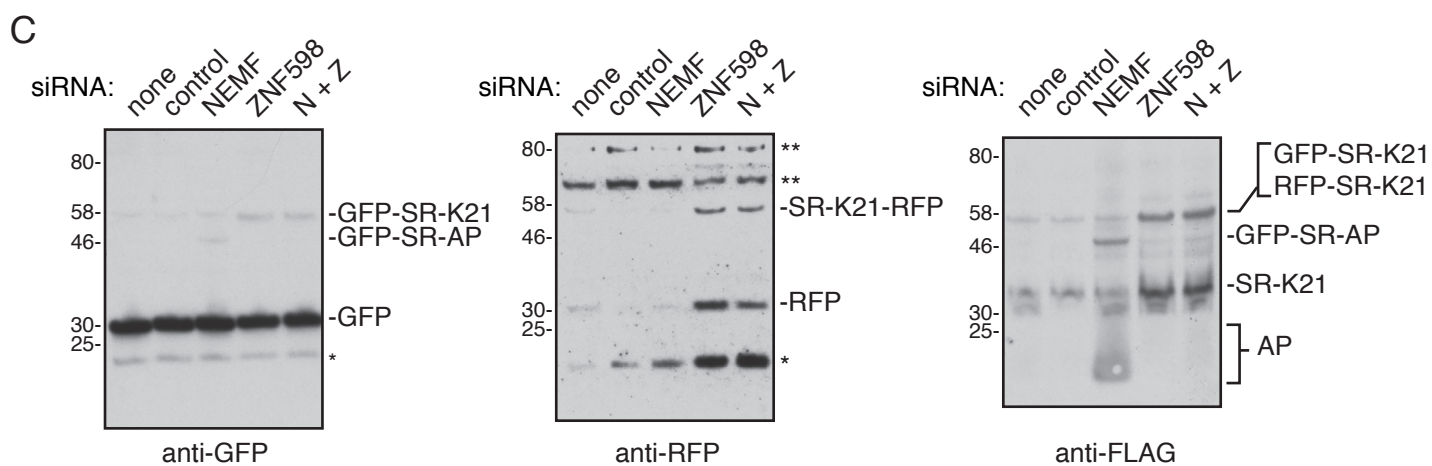 C
siRNA: none control NEMF ZNF598 N + Z
80-
58-
46-
30-
25-
-GFP-SR-K21
-GFP-SR-AP
-GFP
*
anti-GFP
siRNA: none control NEMF ZNF598 N + Z
80-
58-
46-
30-
25-
**
**
-SR-K21-RFP
-RFP
*
anti-RFP
siRNA: none control NEMF ZNF598 N + Z
80-
58-
46-
30-
25-
GFP-SR-K21
RFP-SR-K21
-GFP-SR-AP
-SR-K21
AP
anti-FLAG